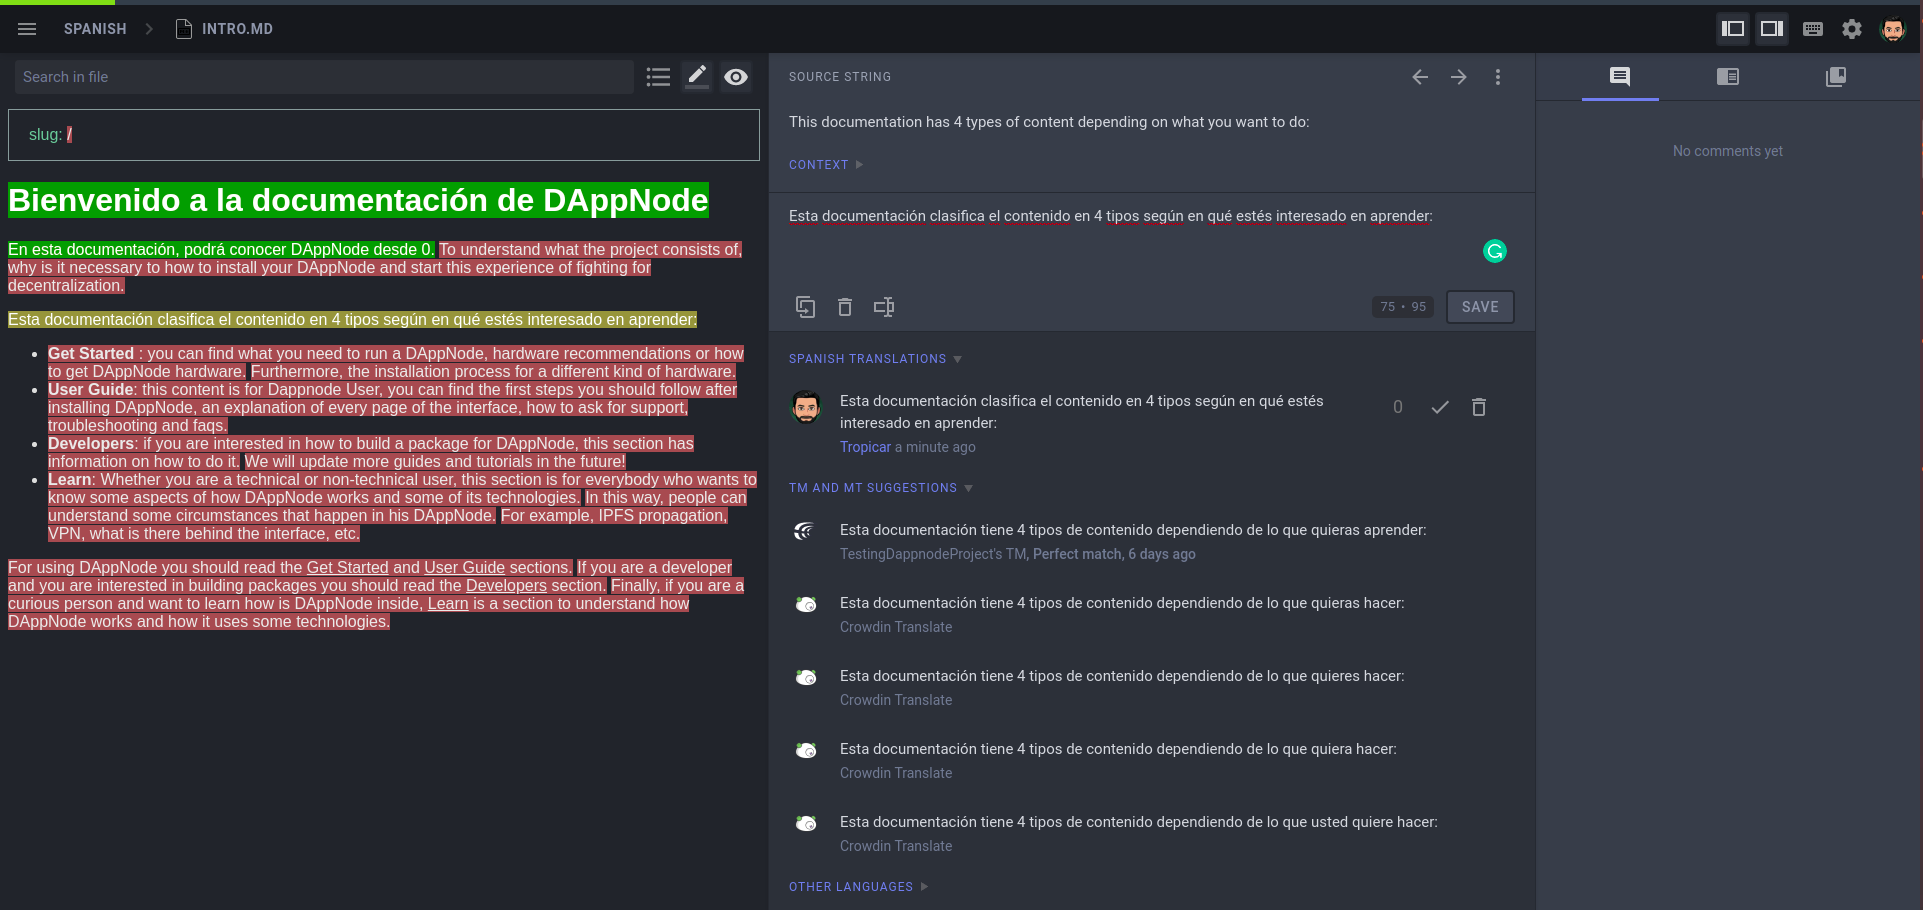 SPANISH
INTRO.MD
Search in file
slug: /
Bienvenido a la documentación de DAppNode
En esta documentación, podrá conocer DAppNode desde 0. To understand what the project consists of,
why is it necessary to how to install your DAppNode and start this experience of fighting for
decentralization.
Esta documentación clasifica el contenido en 4 tipos según en qué estés interesado en aprender:
Get Started : you can find what you need to run a DAppNode, hardware recommendations or how
to get DAppNode hardware. Furthermore, the installation process for a different kind of hardware.
User Guide: this content is for Dappnode User, you can find the first steps you should follow after
installing DAppNode, an explanation of every page of the interface, how to ask for support,
troubleshooting and faqs.
Developers: if you are interested in how to build a package for DAppNode, this section has
information on how to do it. We will update more guides and tutorials in the future!
Learn: Whether you are a technical or non-technical user, this section is for everybody who wants to
know some aspects of how DAppNode works and some of its technologies. In this way, people can
understand some circumstances that happen in his DAppNode. For example, IPFS propagation,
VPN, what is there behind the interface, etc.
For using DAppNode you should read the Get Started and User Guide sections. If you are a developer
and you are interested in building packages you should read the Developers section. Finally, if you are a
curious person and want to learn how is DAppNode inside, Learn is a section to understand how
DAppNode works and how it uses some technologies.
SOURCE STRING
This documentation has 4 types of content depending on what you want to do:
CONTEXT
Esta documentación clasifica el contenido en 4 tipos según en qué estés interesado en aprender:
75 • 95
SAVE
SPANISH TRANSLATIONS
Esta documentación clasifica el contenido en 4 tipos según en qué estés
interesado en aprender:
0
Tropicar a minute ago
TM AND MT SUGGESTIONS
Esta documentación tiene 4 tipos de contenido dependiendo de lo que quieras aprender:
TestingDappnodeProject's TM, Perfect match, 6 days ago
Esta documentación tiene 4 tipos de contenido dependiendo de lo que quieras hacer:
Crowdin Translate
Esta documentación tiene 4 tipos de contenido dependiendo de lo que quieres hacer:
Crowdin Translate
Esta documentación tiene 4 tipos de contenido dependiendo de lo que quiera hacer:
Crowdin Translate
Esta documentación tiene 4 tipos de contenido dependiendo de lo que usted quiere hacer:
Crowdin Translate
OTHER LANGUAGES
No comments yet